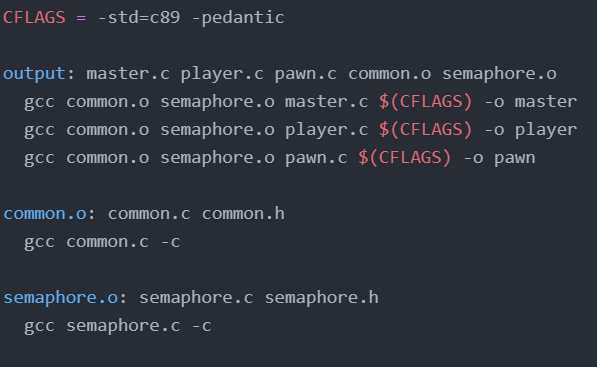 CFLAGS = -std=c89 -pedantic
output: master.c player.c pawn.c common.o semaphore.o
gcc common.o semaphore.o master.c $(CFLAGS) -o master
gcc common.o semaphore.o player.c $(CFLAGS) -o player
gcc common.o semaphore.o pawn.c $(CFLAGS) -o pawn
common.o: common.c common.h
gcc common.c -c
semaphore.o: semaphore.c semaphore.h
gcc semaphore.c -c